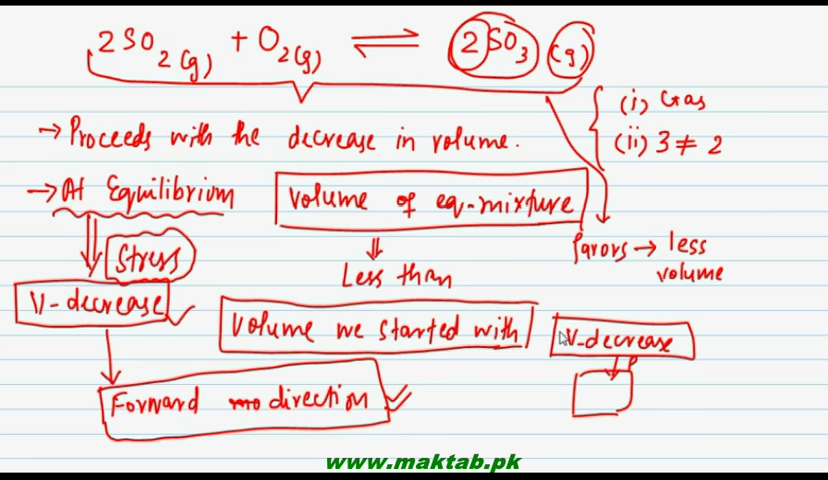 2SO2(g) + O2(g) ⇌ 2SO3 (g)
(i) Gas
(ii) 3 ≠ 2
→ Proceeds with the decrease in volume.
→ At Equilibrium
Volume of eq-mixture
Stress
Less than
favors → less
volume
V-decrease
Volume we started with
V-decrease
Forward direction
www.maktab.pk